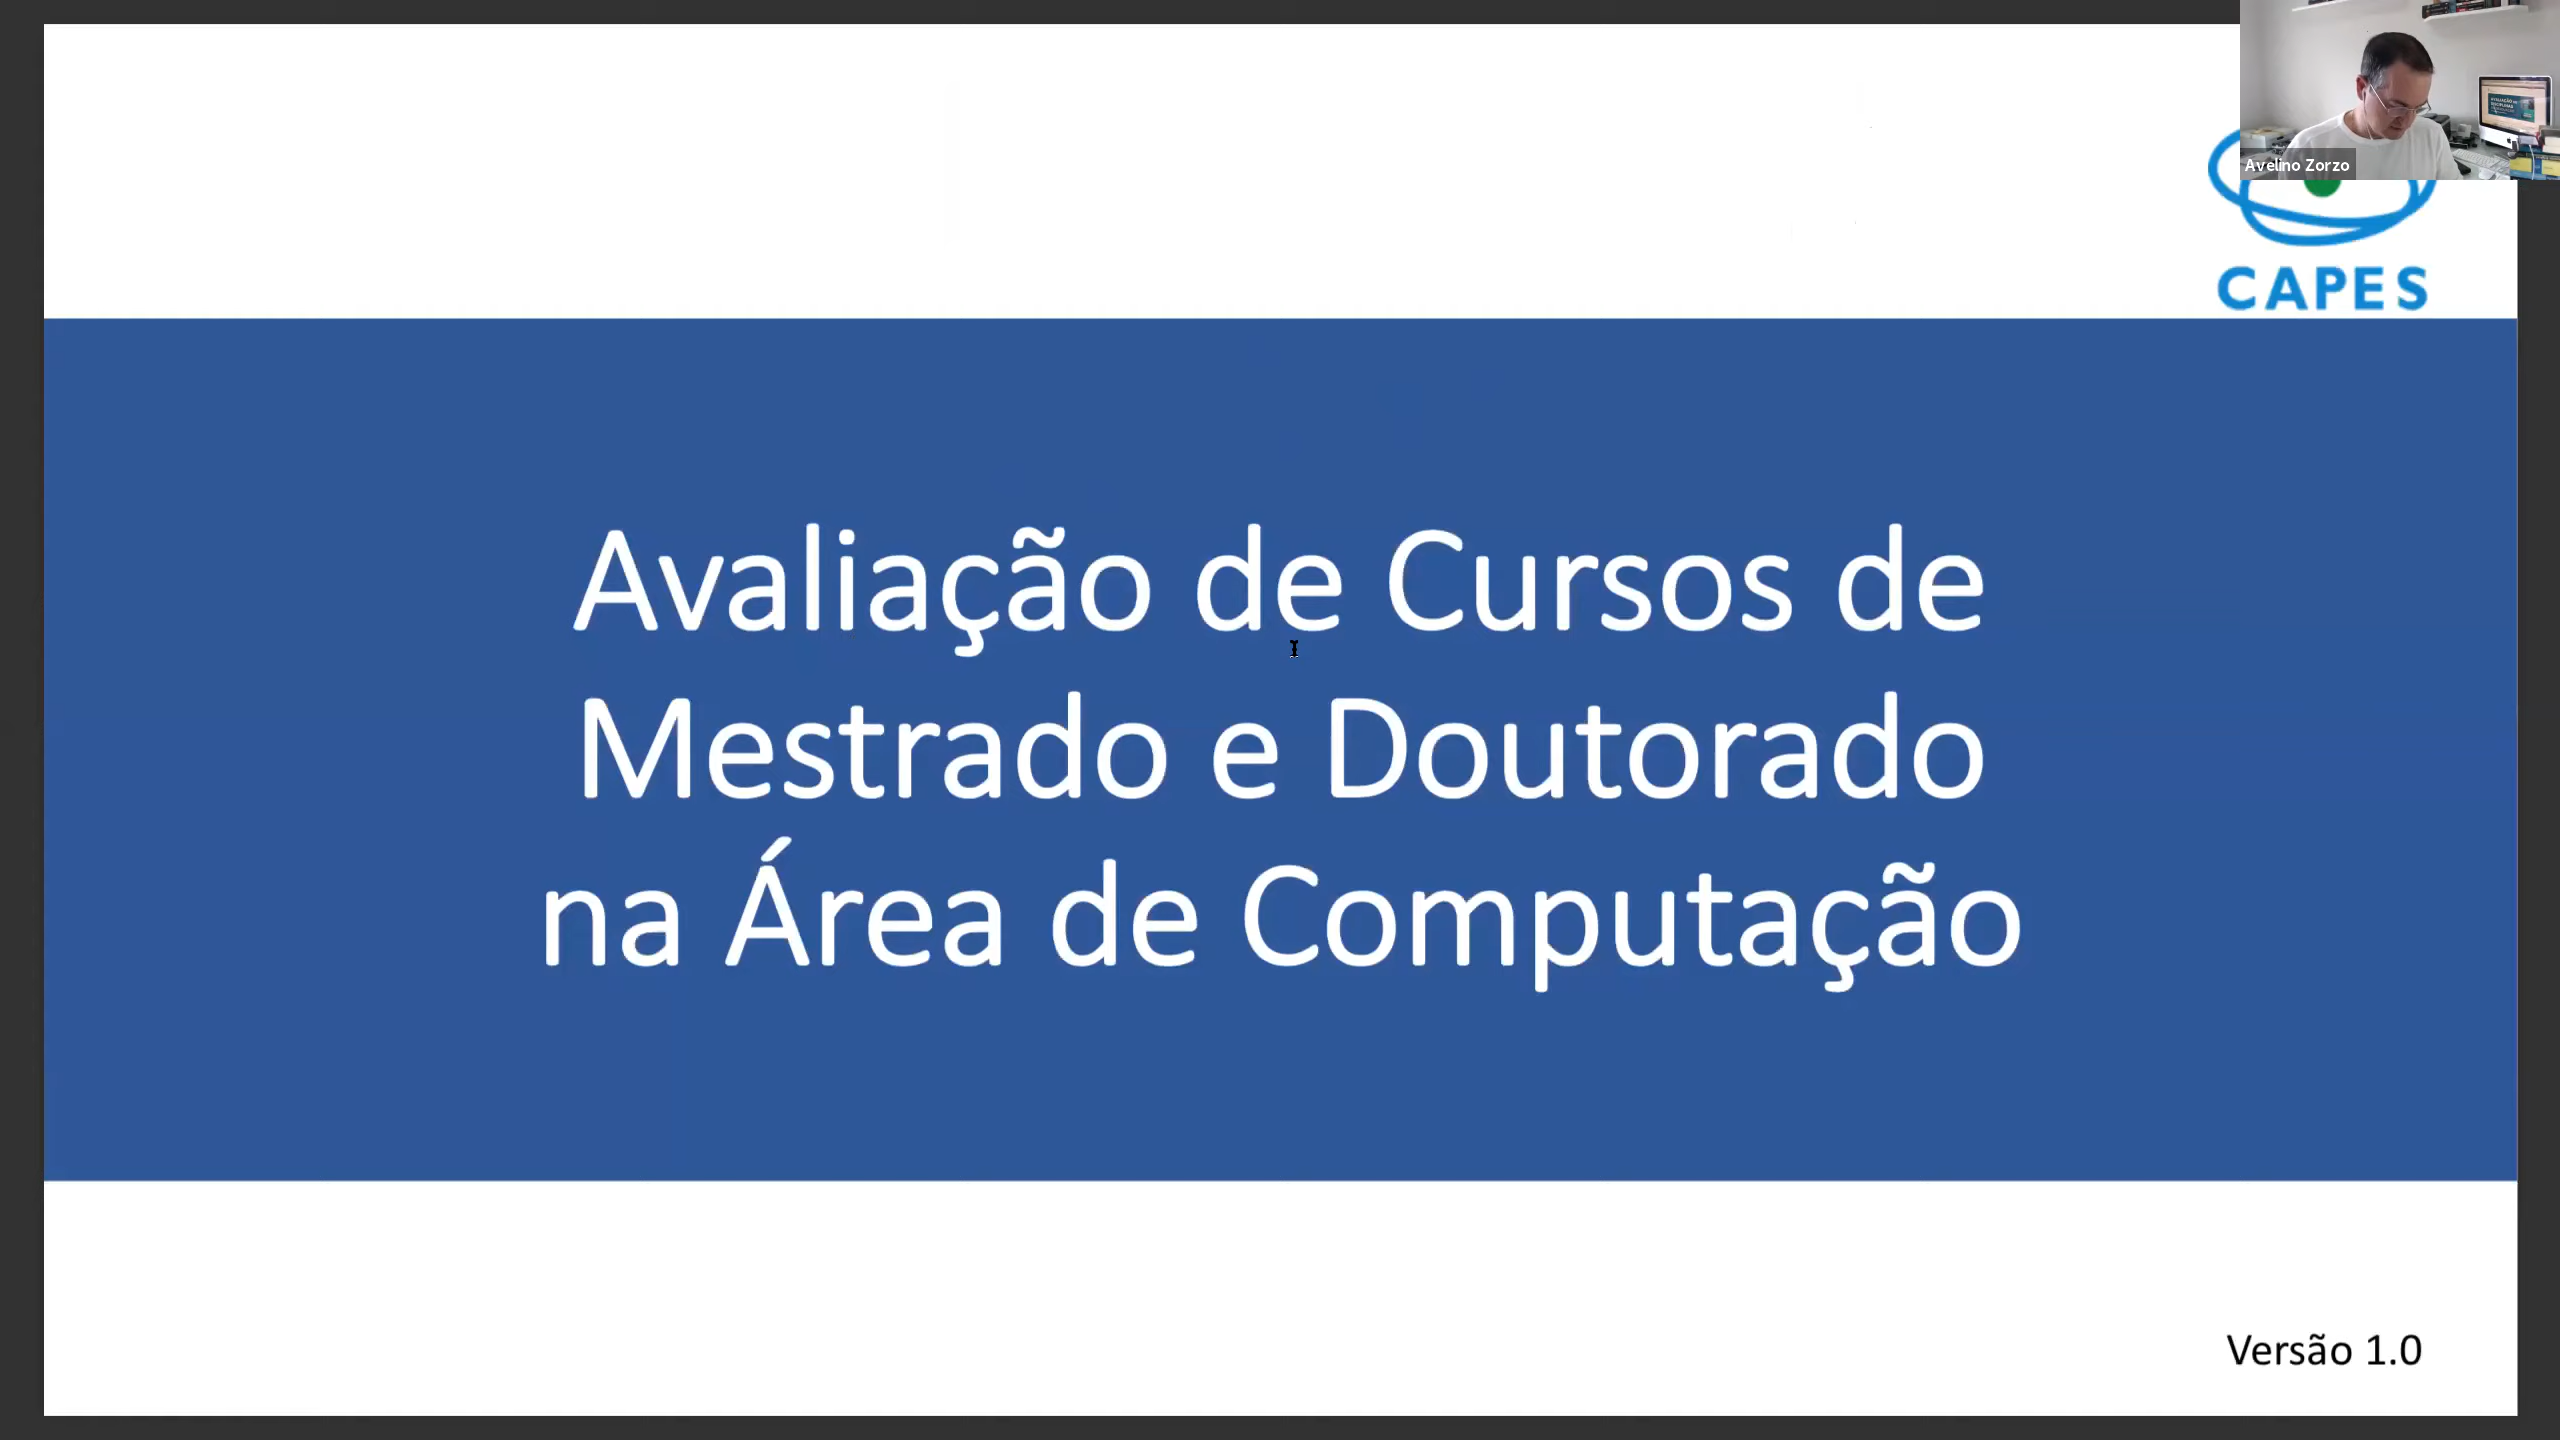 Avelino Zorzo
CAPES
Avaliação de Cursos de
Mestrado e Doutorado
na Área de Computação
Versão 1.0